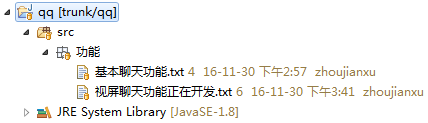 qq [trunk/qq]
src
功能
基本聊天功能.txt 4 16-11-30 下午2:57 zhoujianxu
视屏聊天功能正在开发.txt 6 16-11-30 下午3:41 zhoujianxu
JRE System Library [JavaSE-1.8]